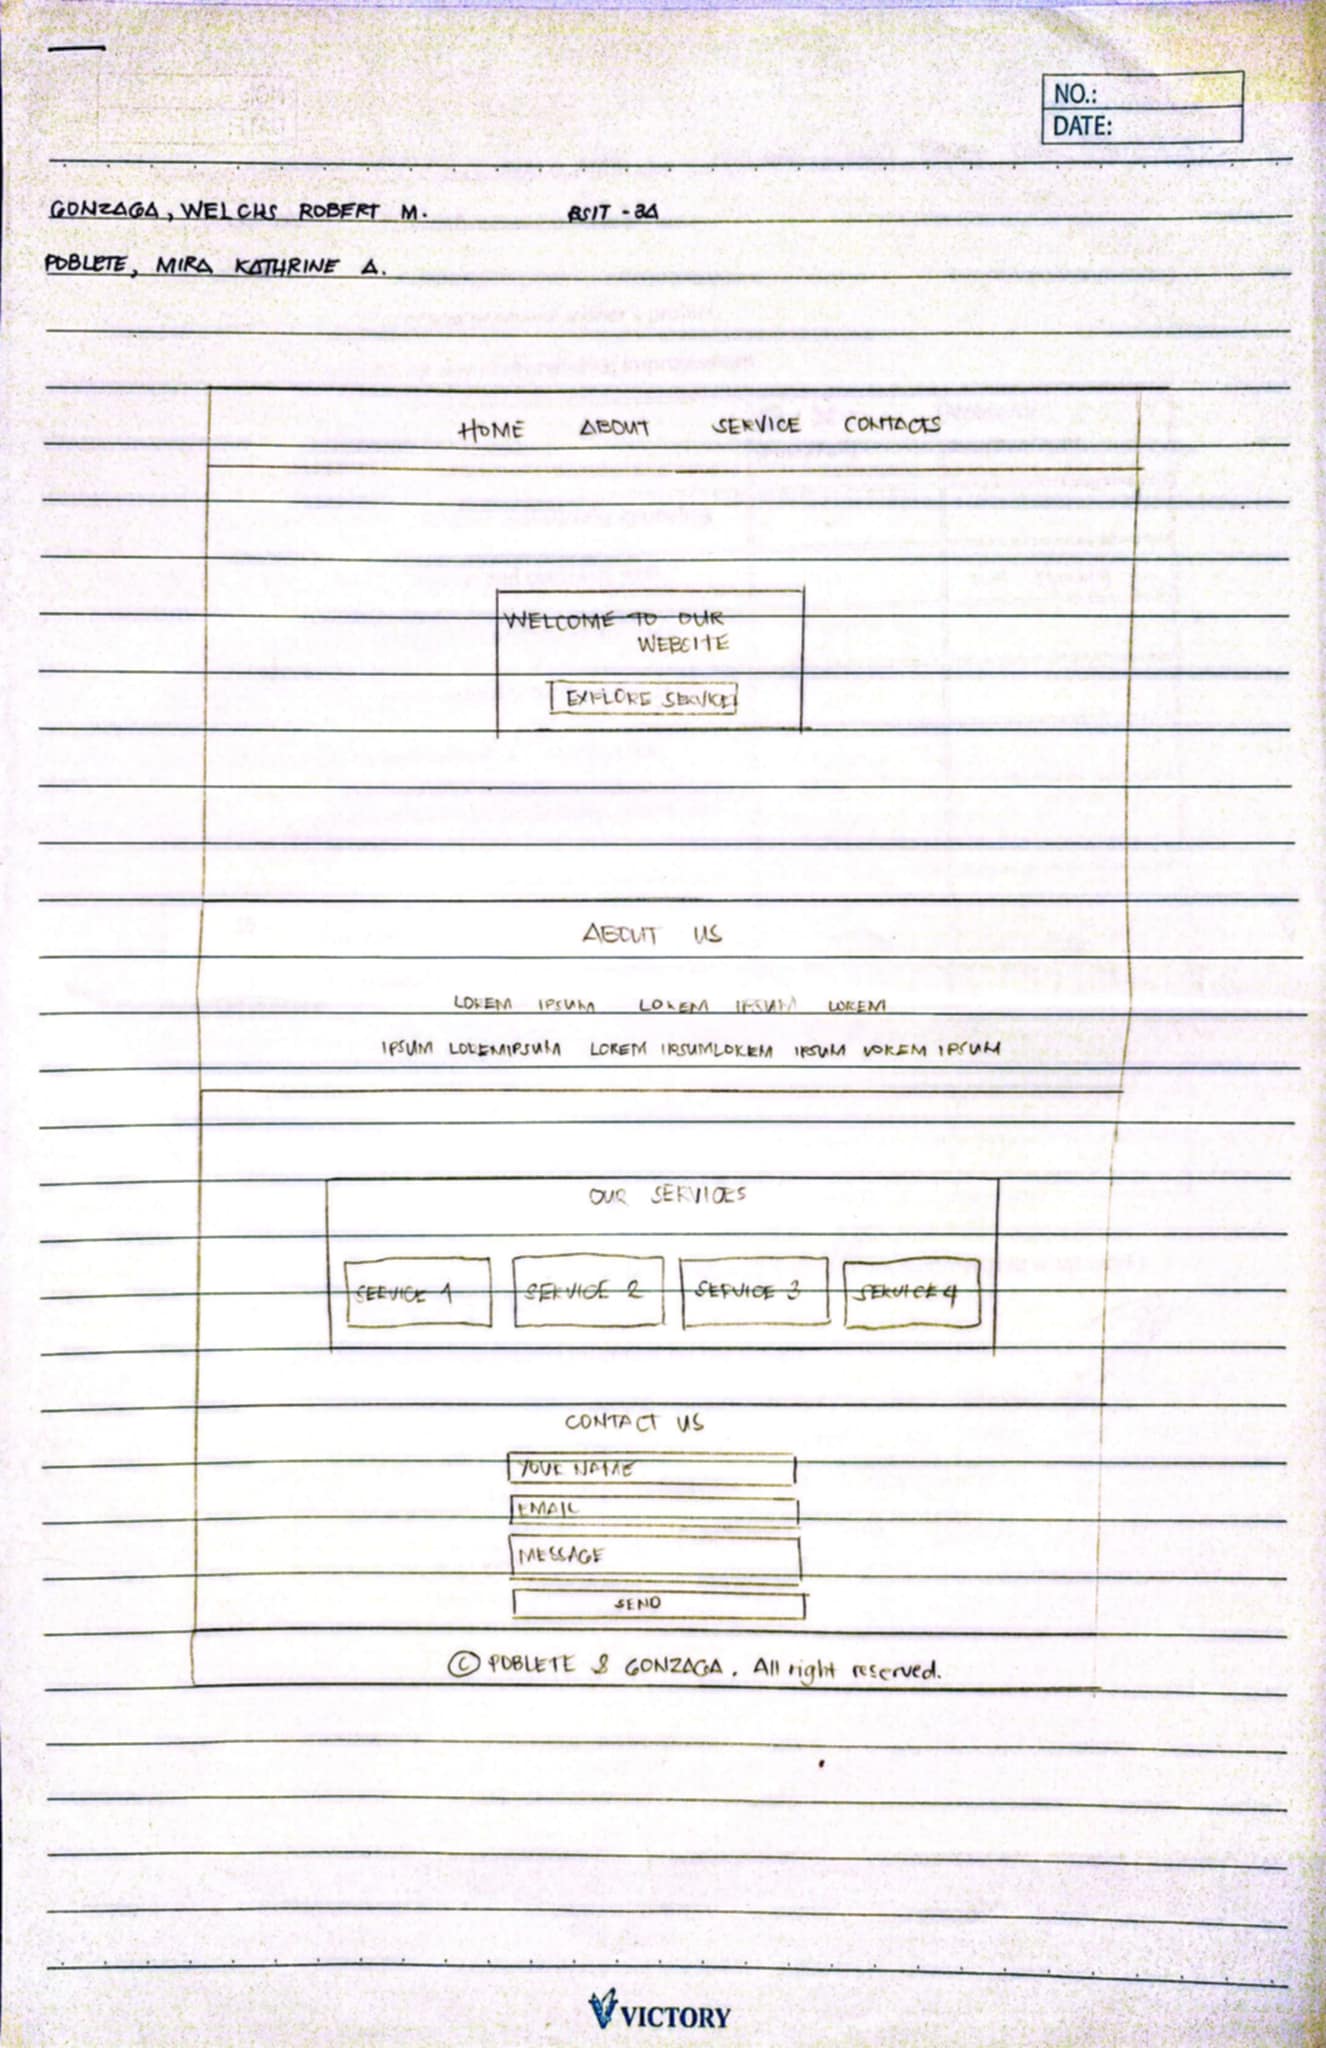 NO.:
DATE:
GONZAGA, WELCHS ROBERT M. BSIT - 3A
POBLETE, MIRA KATHRINE A.
HOME ABOUT SERVICE CONTACTS
WELCOME TO OUR
WEBSITE
EXPLORE SERVICE
ABOUT US
LOREM IPSUM LOREM IPSUM LOREM
IPSUM LOREMIPSUM LOREM IPSUMLOREM IPSUM LOREM IPSUM
OUR SERVICES
SERVICE 1 SERVICE 2 SERVICE 3 SERVICE 4
CONTACT US
YOUR NAME
EMAIL
MESSAGE
SEND
© POBLETE & GONZAGA. All right reserved.
VICTORY